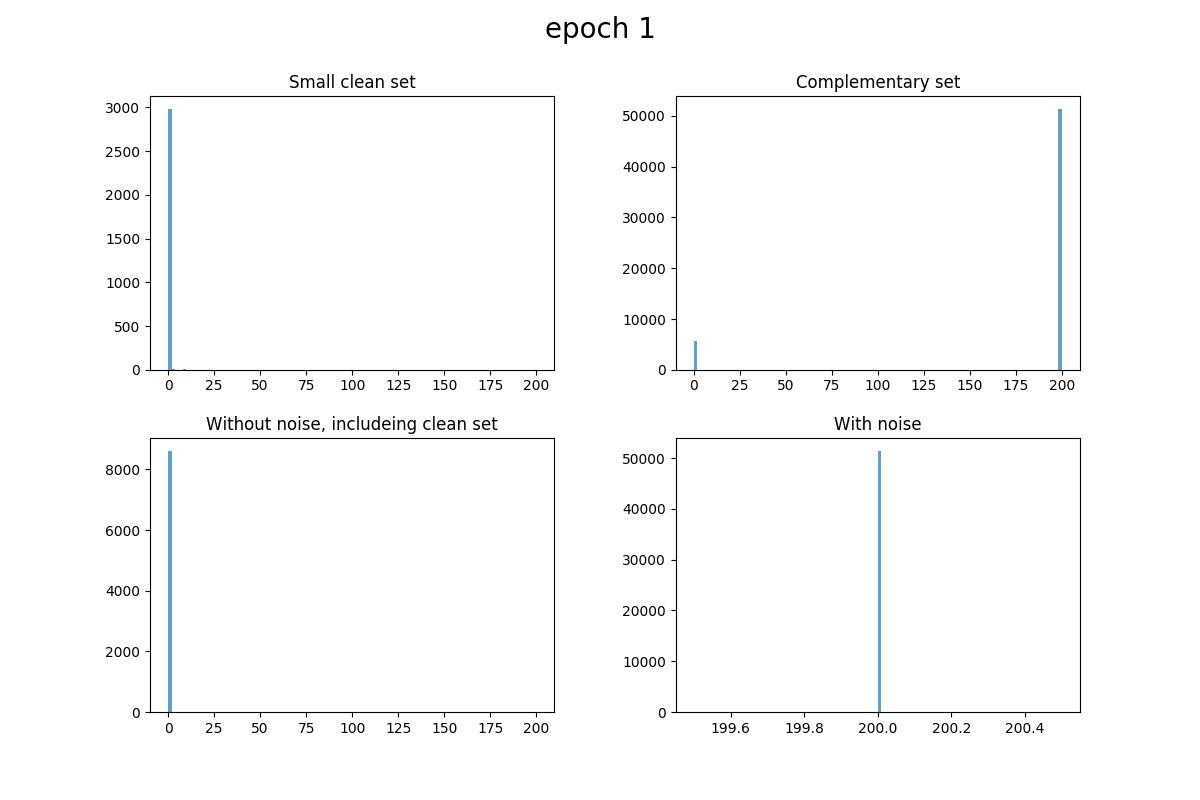 epoch 1
Small clean set
3000
2500
2000
1500
1000
500
0
0 25 50 75 100 125 150 175 200
Complementary set
50000
40000
30000
20000
10000
0
0 25 50 75 100 125 150 175 200
Without noise, includeing clean set
8000
6000
4000
2000
0
0 25 50 75 100 125 150 175 200
With noise
50000
40000
30000
20000
10000
0
199.6 199.8 200.0 200.2 200.4